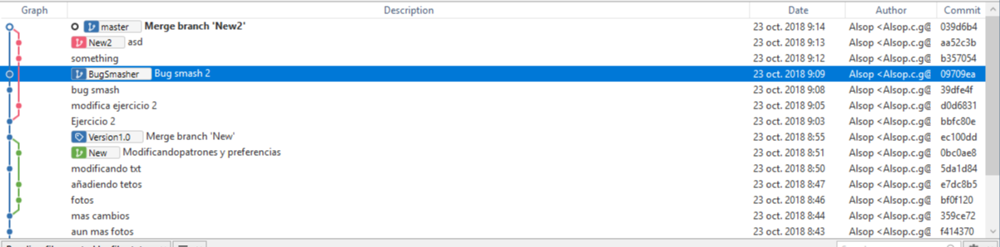 Graph Description Date Author Commit
master Merge branch 'New2' 23 oct. 2018 9:14 Alsop <Alsop.c.g@ 039d6b4
New2 asd 23 oct. 2018 9:13 Alsop <Alsop.c.g@ aa52c3b
something 23 oct. 2018 9:12 Alsop <Alsop.c.g@ b357054
BugSmasher Bug smash 2 23 oct. 2018 9:09 Alsop <Alsop.c.g@ 09709ea
bug smash 23 oct. 2018 9:08 Alsop <Alsop.c.g@ 39dfe4f
modifica ejercicio 2 23 oct. 2018 9:05 Alsop <Alsop.c.g@ d0d6831
Ejercicio 2 23 oct. 2018 9:03 Alsop <Alsop.c.g@ bbfc80e
Version1.0 Merge branch 'New' 23 oct. 2018 8:55 Alsop <Alsop.c.g@ ec100dd
New Modificandopatrones y preferencias 23 oct. 2018 8:51 Alsop <Alsop.c.g@ 0bc0ae8
modificando txt 23 oct. 2018 8:50 Alsop <Alsop.c.g@ 5da1d84
añadiendo tetos 23 oct. 2018 8:47 Alsop <Alsop.c.g@ e7dc8b5
fotos 23 oct. 2018 8:46 Alsop <Alsop.c.g@ bf0f120
mas cambios 23 oct. 2018 8:44 Alsop <Alsop.c.g@ 359ce72
aun mas fotos 23 oct. 2018 8:43 Alsop <Alsop.c.g@ f414370